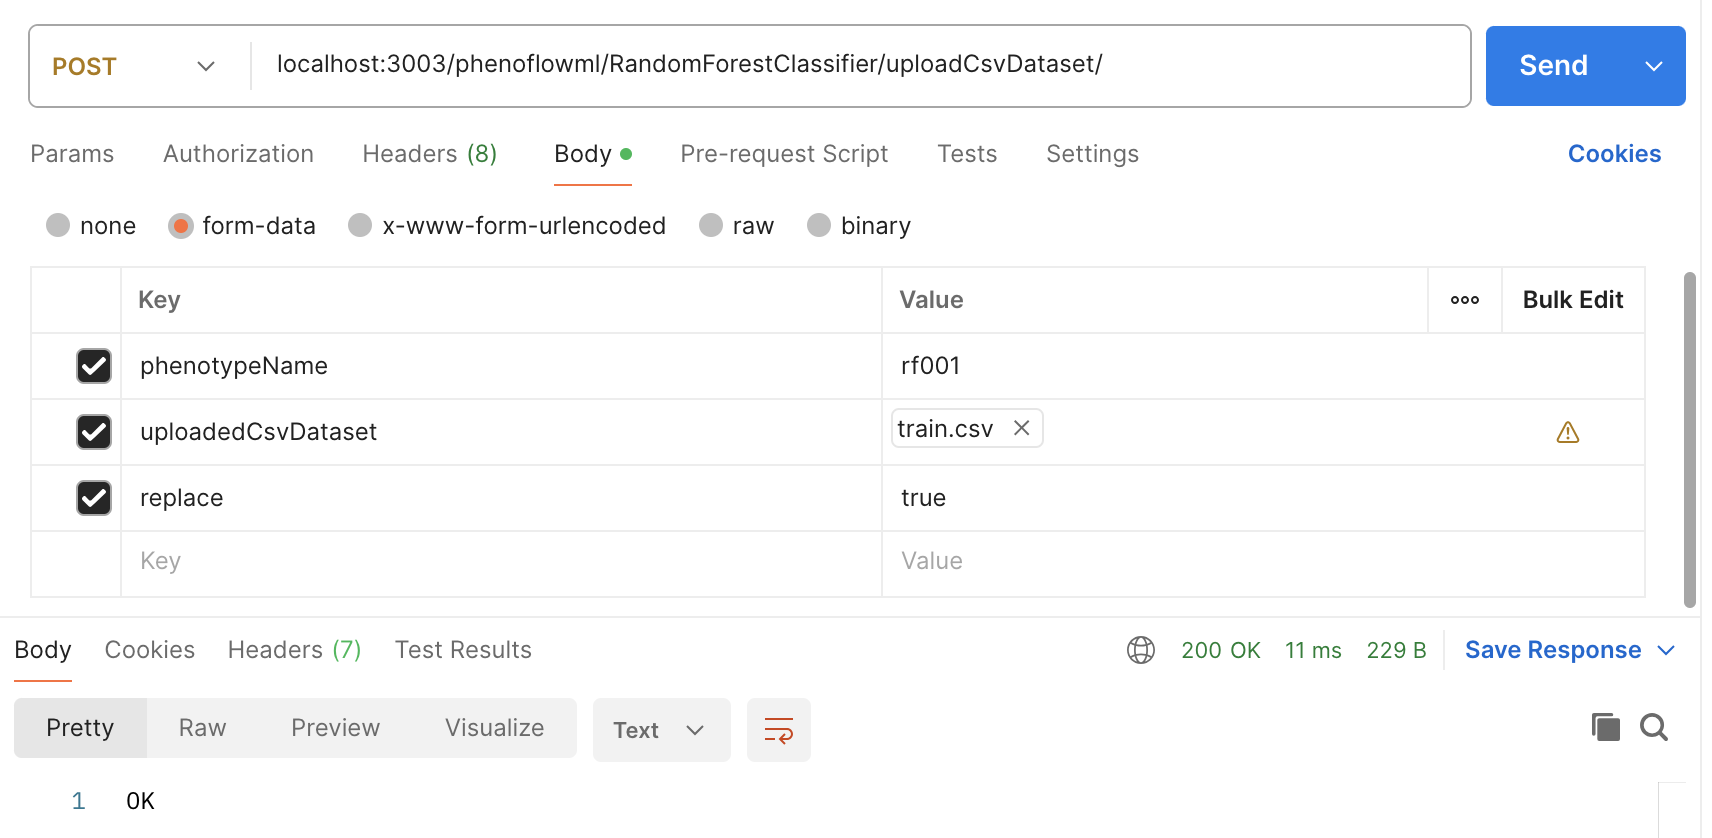 POST localhost:3003/phenoflowml/RandomForestClassifier/uploadCsvDataset/ Send
Params Authorization Headers (8) Body Pre-request Script Tests Settings Cookies
none form-data x-www-form-urlencoded raw binary
Key Value Bulk Edit
phenotypeName rf001
uploadedCsvDataset train.csv
replace true
Key Value
Body Cookies Headers (7) Test Results 200 OK 11 ms 229 B Save Response
Pretty Raw Preview Visualize Text
1 OK